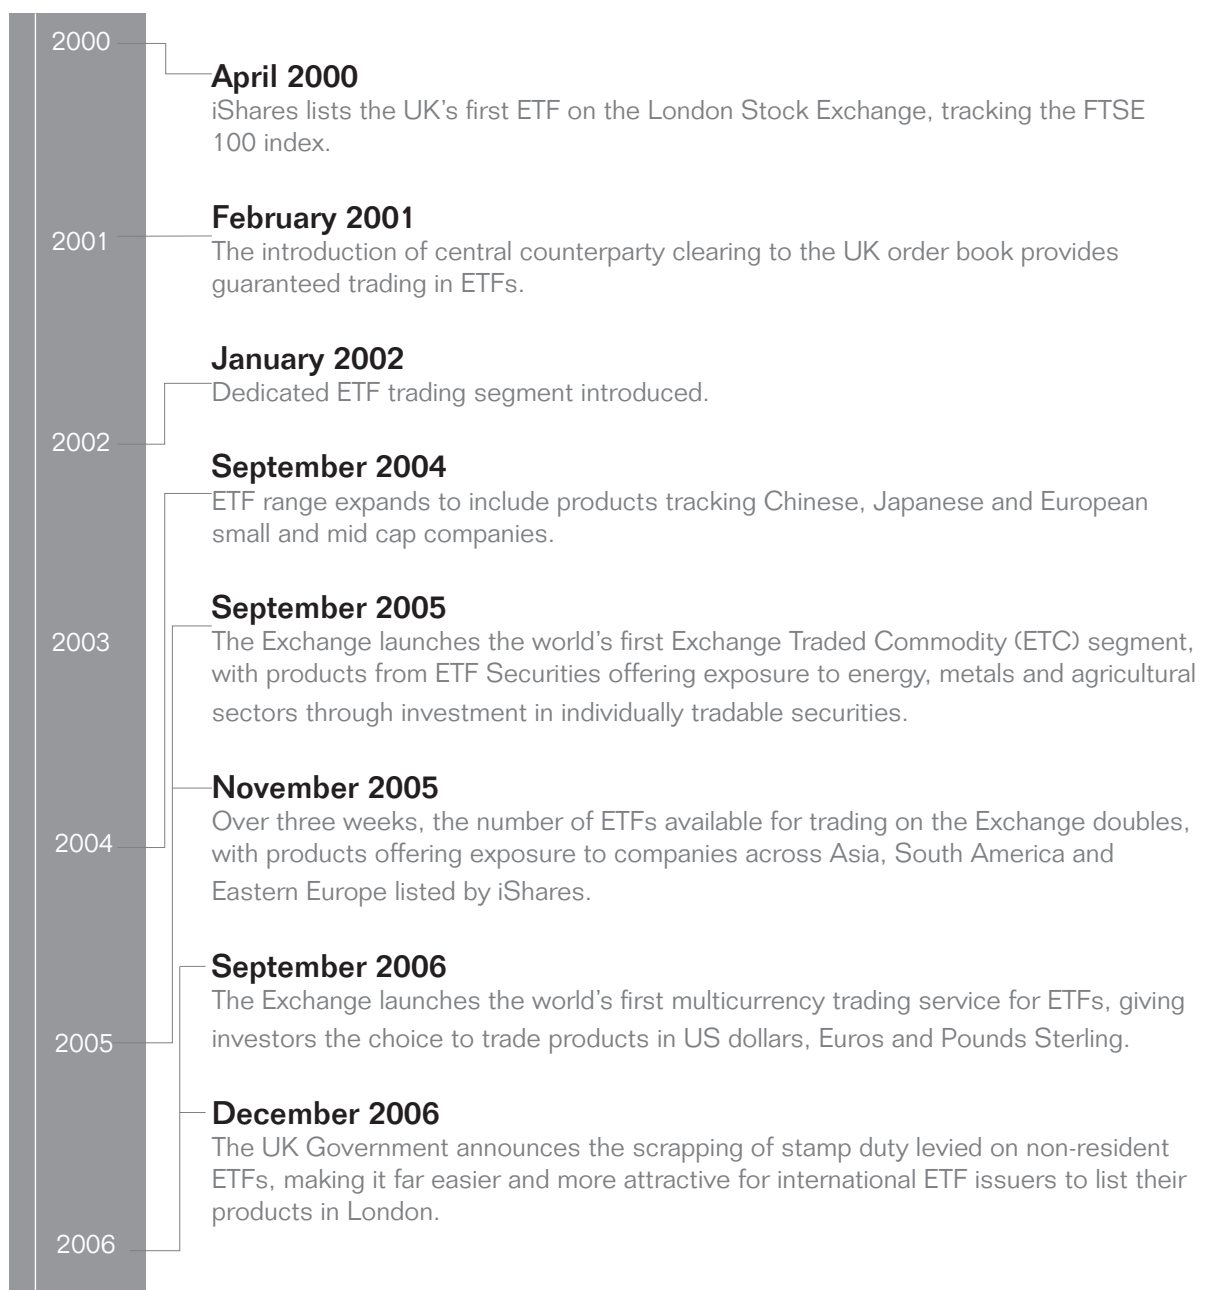 2000
April 2000
iShares lists the UK's first ETF on the London Stock Exchange, tracking the FTSE
100 index.
2001
February 2001
The introduction of central counterparty clearing to the UK order book provides
guaranteed trading in ETFs.
January 2002
Dedicated ETF trading segment introduced.
2002
September 2004
ETF range expands to include products tracking Chinese, Japanese and European
small and mid cap companies.
2003
September 2005
The Exchange launches the world's first Exchange Traded Commodity (ETC) segment,
with products from ETF Securities offering exposure to energy, metals and agricultural
sectors through investment in individually tradable securities.
November 2005
Over three weeks, the number of ETFs available for trading on the Exchange doubles,
with products offering exposure to companies across Asia, South America and
Eastern Europe listed by iShares.
2004
September 2006
The Exchange launches the world's first multicurrency trading service for ETFs, giving
investors the choice to trade products in US dollars, Euros and Pounds Sterling.
2005
December 2006
The UK Government announces the scrapping of stamp duty levied on non-resident
ETFs, making it far easier and more attractive for international ETF issuers to list their
products in London.
2006